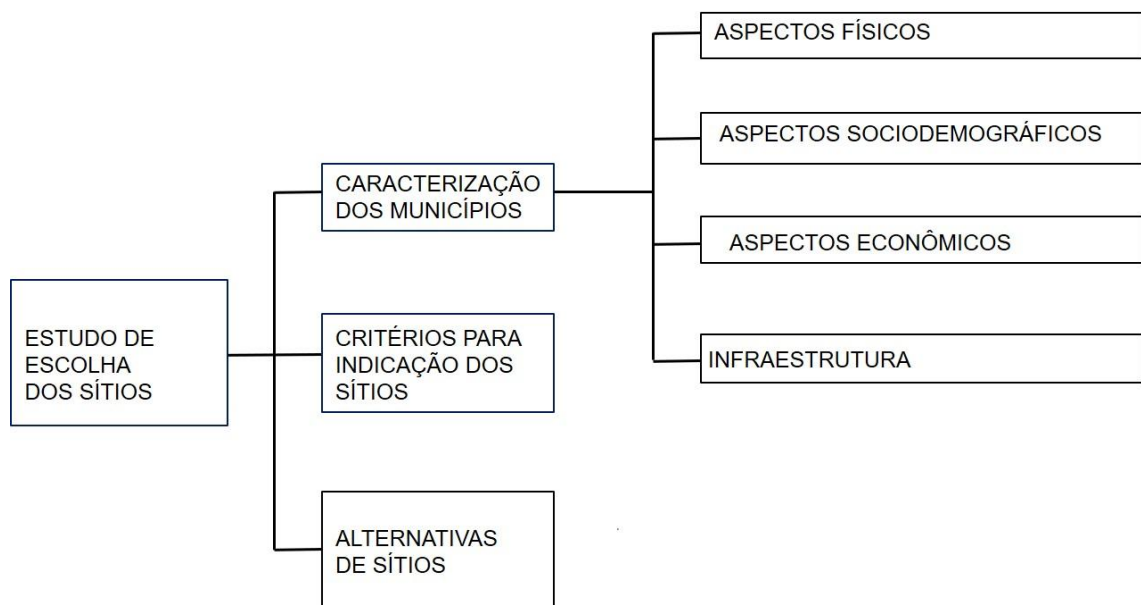 ESTUDO DE
ESCOLHA
DOS SÍTIOS
CARACTERIZAÇÃO
DOS MUNICÍPIOS
ASPECTOS FÍSICOS
ASPECTOS SOCIODEMOGRÁFICOS
ASPECTOS ECONÔMICOS
INFRAESTRUTURA
CRITÉRIOS PARA
INDICAÇÃO DOS
SÍTIOS
ALTERNATIVAS
DE SÍTIOS